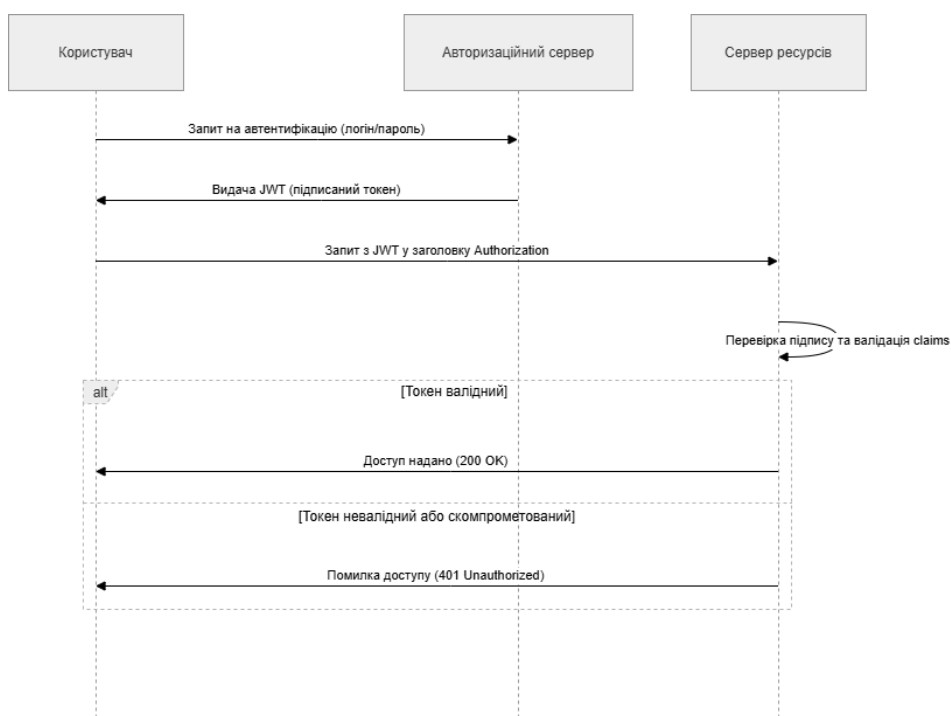 Користувач
Авторизаційний сервер
Сервер ресурсів
Запит на автентифікацію (логін/пароль)
Видача JWT (підписаний токен)
Запит з JWT у заголовку Authorization
Перевірка підпису та валідація claims
alt
[Токен валідний]
Доступ надано (200 OK)
[Токен невалідний або скомпрометований]
Помилка доступу (401 Unauthorized)